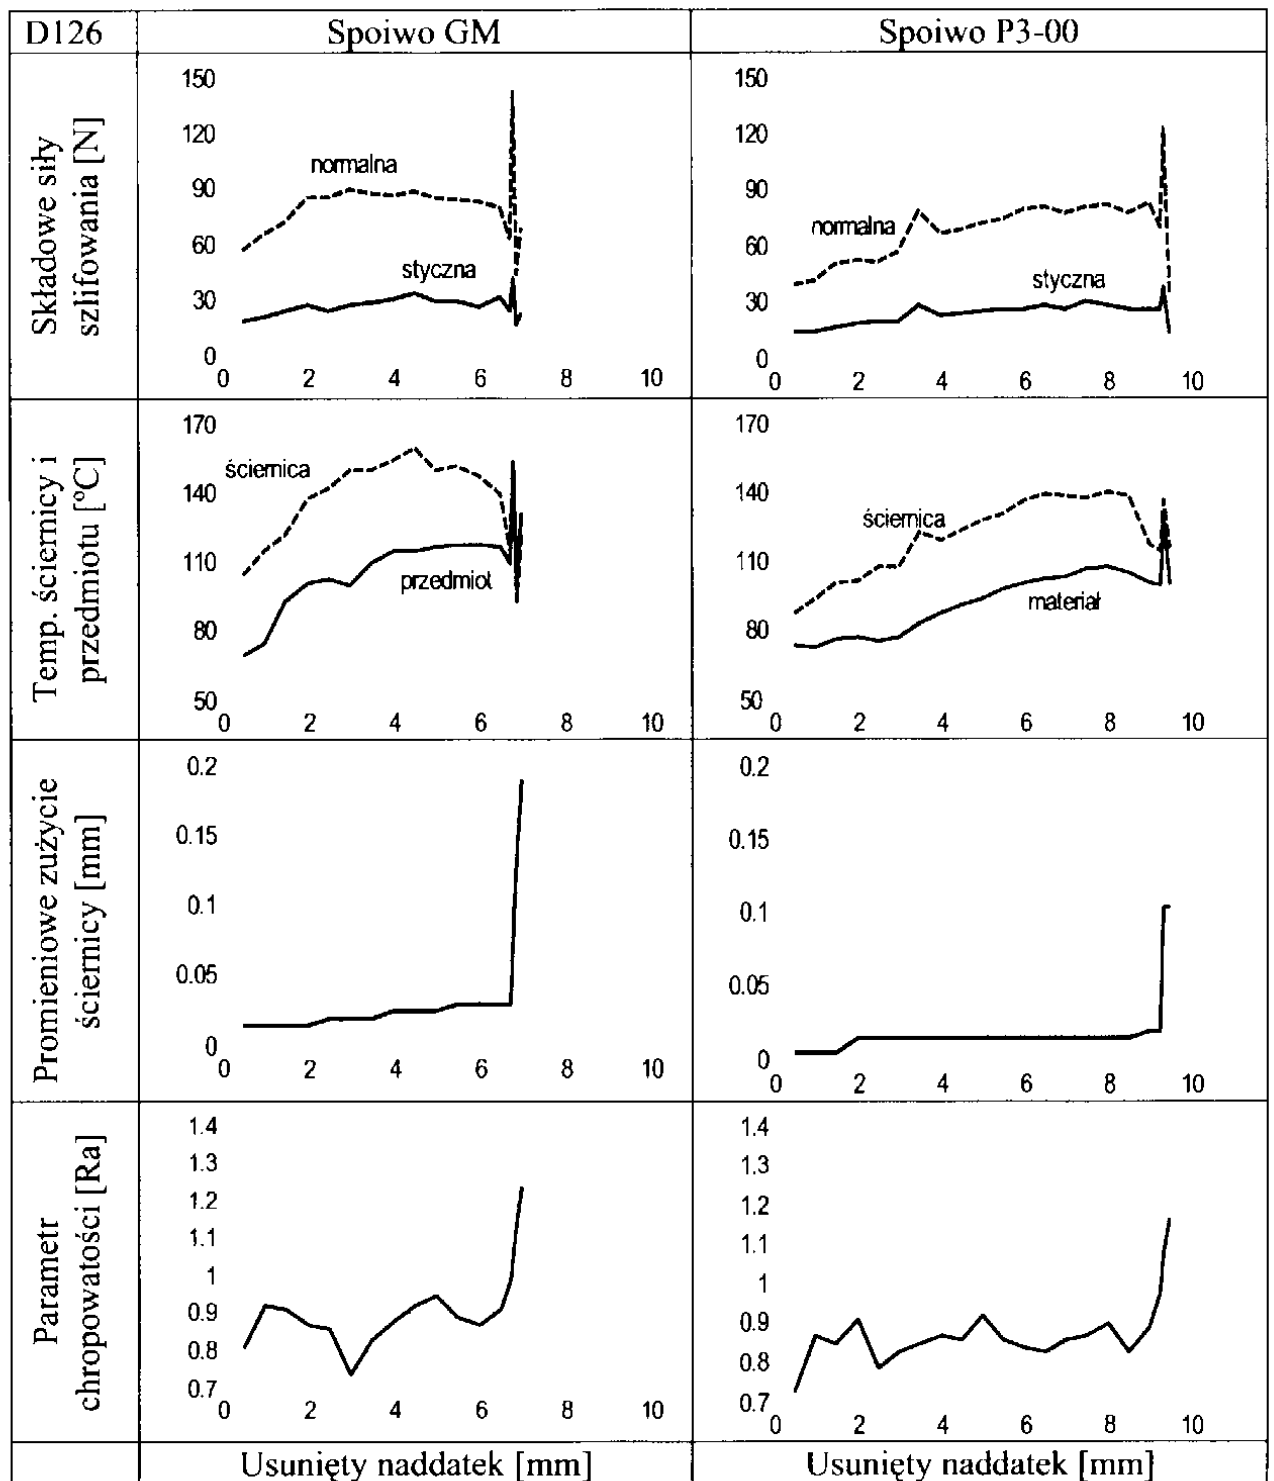 D126
Spoiwo GM
Spoiwo P3-00
Składowe siły
szlifowania [N]
150
120
90
60
30
0
normalna
styczna
0 2 4 6 8 10
150
120
90
60
30
0
normalna
styczna
0 2 4 6 8 10
Temp. ściernicy i
przedmiotu [°C]
170
140
110
80
50
ściernica
przedmiot
0 2 4 6 8 10
170
140
110
80
50
ściernica
materiał
0 2 4 6 8 10
Promieniowe zużycie
ściernicy [mm]
0.2
0.15
0.1
0.05
0
0 2 4 6 8 10
0.2
0.15
0.1
0.05
0
0 2 4 6 8 10
Parametr
chropowatości [Ra]
1.4
1.3
1.2
1.1
1
0.9
0.8
0.7
0 2 4 6 8 10
1.4
1.3
1.2
1.1
1
0.9
0.8
0.7
0 2 4 6 8 10
Usunięty naddatek [mm]
Usunięty naddatek [mm]